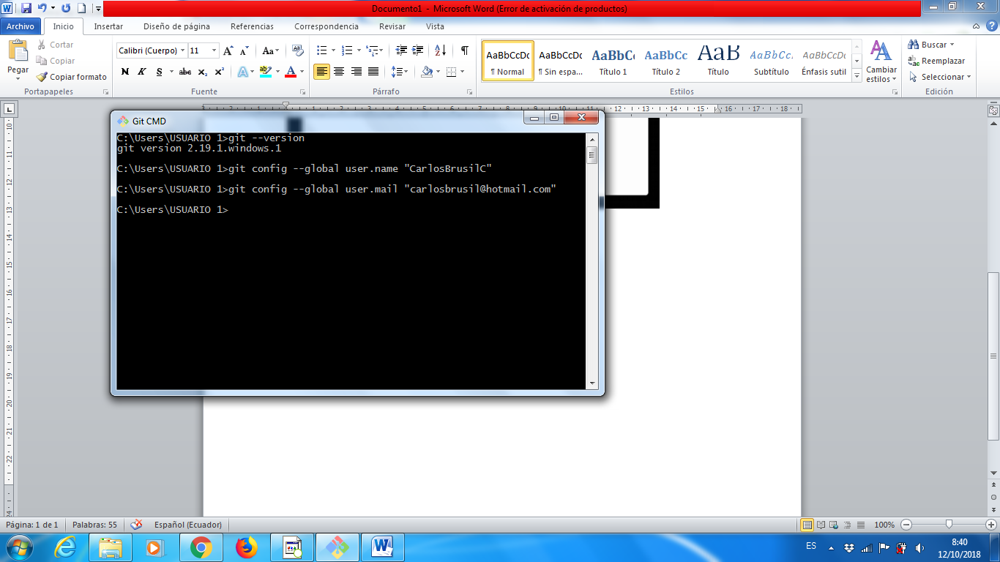 Documento1 - Microsoft Word (Error de activación de productos)
Archivo Inicio Insertar Diseño de página Referencias Correspondencia Revisar Vista
Pegar
Cortar
Copiar
Copiar formato
Portapapeles
Calibri (Cuerpo) 11
N K S abc x₂ x²
Fuente
Párrafo
AaBbCcDc AaBbCcDc AaBbCc AaBbCc AaB AaBbCc. AaBbCcDc
¶ Normal ¶ Sin espa... Título 1 Título 2 Título Subtítulo Énfasis sutil
Cambiar estilos
Estilos
Buscar
Reemplazar
Seleccionar
Edición
Git CMD
C:\Users\USUARIO 1>git --version
git version 2.19.1.windows.1
C:\Users\USUARIO 1>git config --global user.name "CarlosBrusilC"
C:\Users\USUARIO 1>git config --global user.mail "carlosbrusil@hotmail.com"
C:\Users\USUARIO 1>
Página: 1 de 1 Palabras: 55 Español (Ecuador) 100%
ES 8:40
12/10/2018